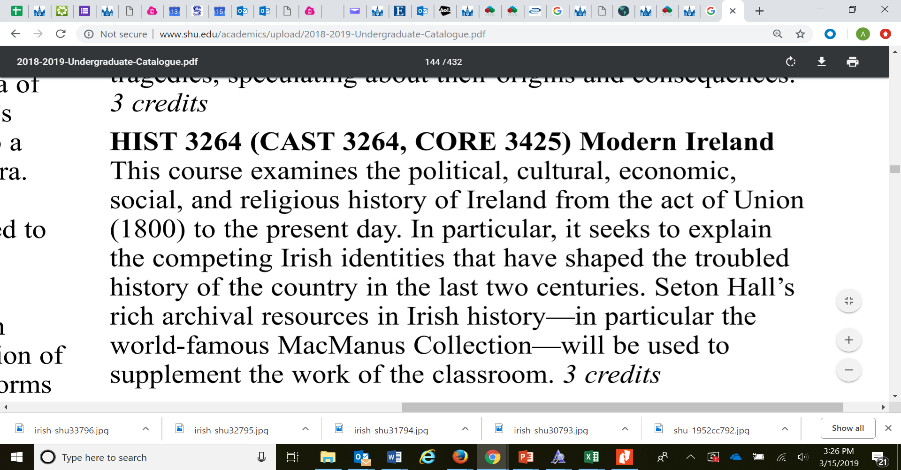 Not secure | www.shu.edu/academics/upload/2018-2019-Undergraduate-Catalogue.pdf
2018-2019-Undergraduate-Catalogue.pdf 144 / 432
a of
tragedies, speculating about their origins and consequences.
3 credits
's
a
HIST 3264 (CAST 3264, CORE 3425) Modern Ireland
ra.
This course examines the political, cultural, economic,
social, and religious history of Ireland from the act of Union
ed to
(1800) to the present day. In particular, it seeks to explain
the competing Irish identities that have shaped the troubled
history of the country in the last two centuries. Seton Hall's
rich archival resources in Irish history—in particular the
ion of
world-famous MacManus Collection—will be used to
orms
supplement the work of the classroom. 3 credits
irish shu33796.jpg irish shu32795.jpg irish shu31794.jpg irish shu30793.jpg shu 1952cc792.jpg Show all
Type here to search
3:26 PM
3/15/2019
21